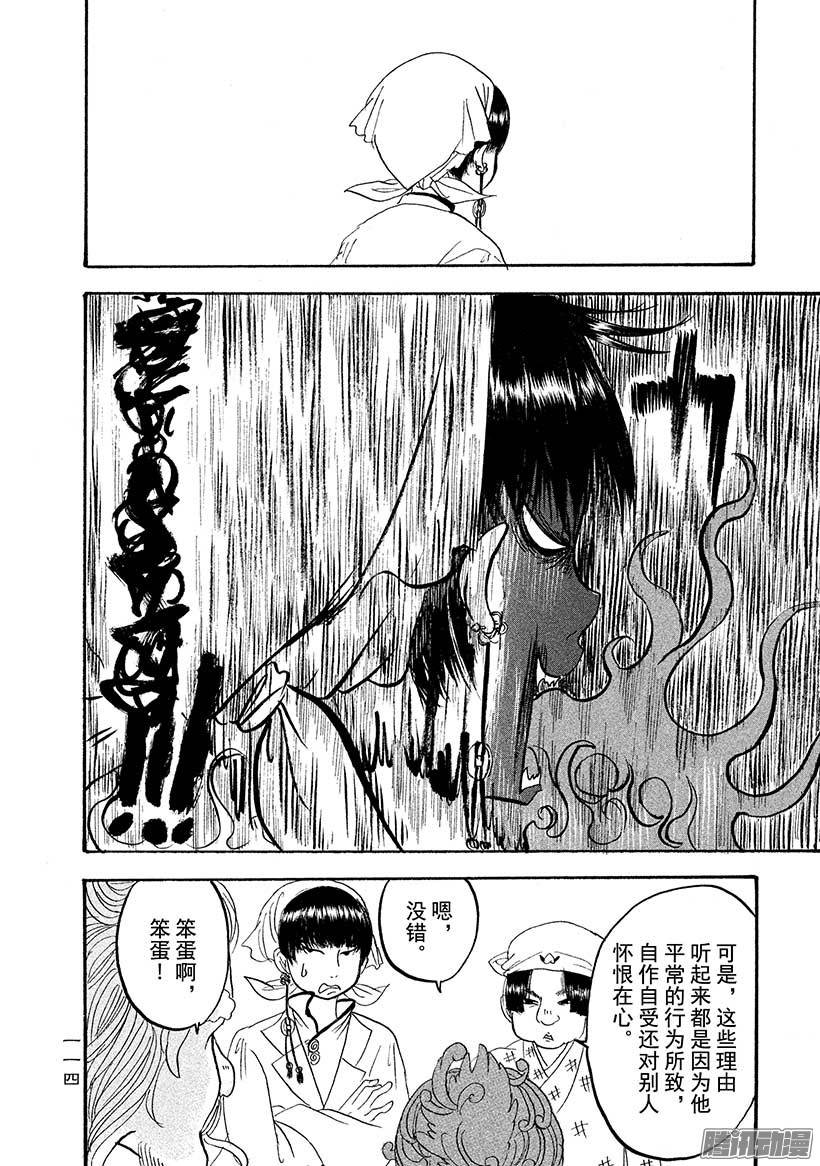 可是，这些理由
听起来都是因为他
平常的行为所致，
自作自受还对别人
怀恨在心。
嗯，
没错。
笨蛋啊，
笨蛋！
一一四
腾讯动漫